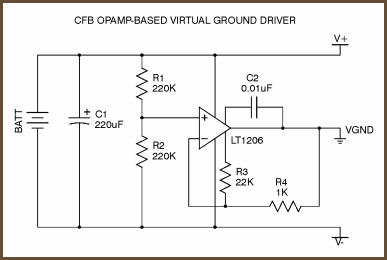 CFB OPAMP-BASED VIRTUAL GROUND DRIVER
V+
BATT
C1
220uF
R1
220K
R2
220K
C2
0.01uF
LT1206
VGND
R3
22K
R4
1K
V-